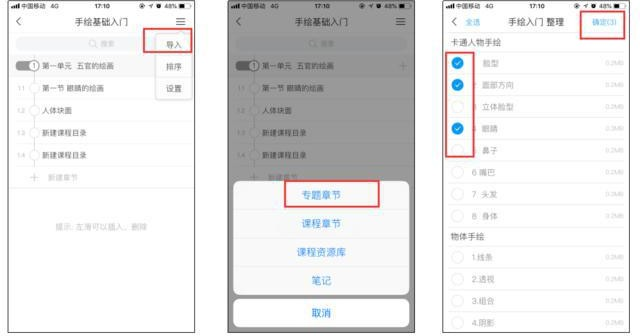 中国移动 4G 17:10 48%
手绘基础入门
搜索
导入
排序
设置
1 第一单元 五官的绘画
1.1 第一节 眼睛的绘画
1.2 人体块面
1.3 新建课程目录
1.4 新建课程目录
新建章节
提示: 左滑可以插入、删除
中国移动 4G 17:10 48%
手绘基础入门
搜索
1 第一单元 五官的绘画
1.1 第一节 眼睛的绘画
1.2 人体块面
1.3 新建课程目录
1.4 新建课程目录
新建章节
专题章节
课程章节
课程资源库
笔记
取消
中国移动 4G 17:10 48%
全选 手绘入门 整理 确定(3)
卡通人物手绘
脸型 0.2MB
面部方向 0.2MB
立体脸型 0.2MB
眼睛 0.2MB
鼻子 0.2MB
6 嘴巴 0.2MB
7 头发 0.2MB
8 身体 0.2MB
物体手绘
1.线条 0.2MB
2.透视 0.2MB
3.组合 0.2MB
4.阴影 0.2MB